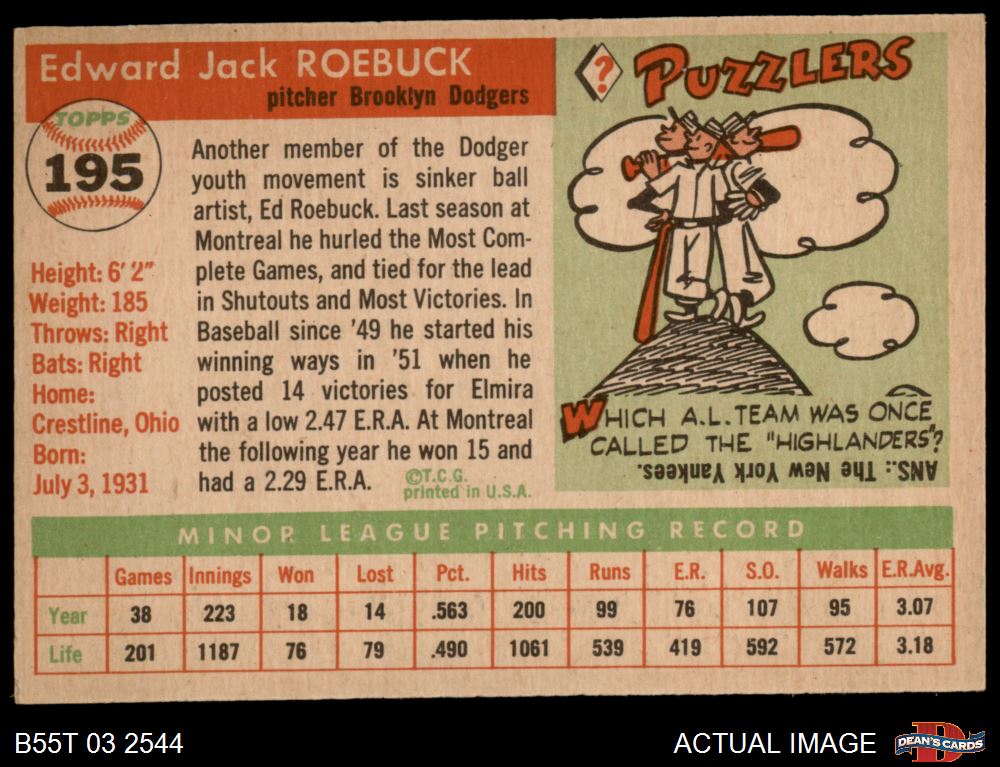 Edward Jack ROEBUCK
pitcher Brooklyn Dodgers
TOPPS
195
Height: 6' 2"
Weight: 185
Throws: Right
Bats: Right
Home:
Crestline, Ohio
Born:
July 3, 1931
Another member of the Dodger
youth movement is sinker ball
artist, Ed Roebuck. Last season at
Montreal he hurled the Most Com-
plete Games, and tied for the lead
in Shutouts and Most Victories. In
Baseball since '49 he started his
winning ways in '51 when he
posted 14 victories for Elmira
with a low 2.47 E.R.A. At Montreal
the following year he won 15 and
had a 2.29 E.R.A.
©T.C.G.
printed in U.S.A.
? PUZZLERS
WHICH A.L. TEAM WAS ONCE
CALLED THE "HIGHLANDERS"?
ANS.: The New York Yankees.
MINOR LEAGUE PITCHING RECORD
Games Innings Won Lost Pct. Hits Runs E.R. S.O. Walks E.R.Avg.
Year 38 223 18 14 .563 200 99 76 107 95 3.07
Life 201 1187 76 79 .490 1061 539 419 592 572 3.18
B55T 03 2544
ACTUAL IMAGE
D
DEAN'S CARDS